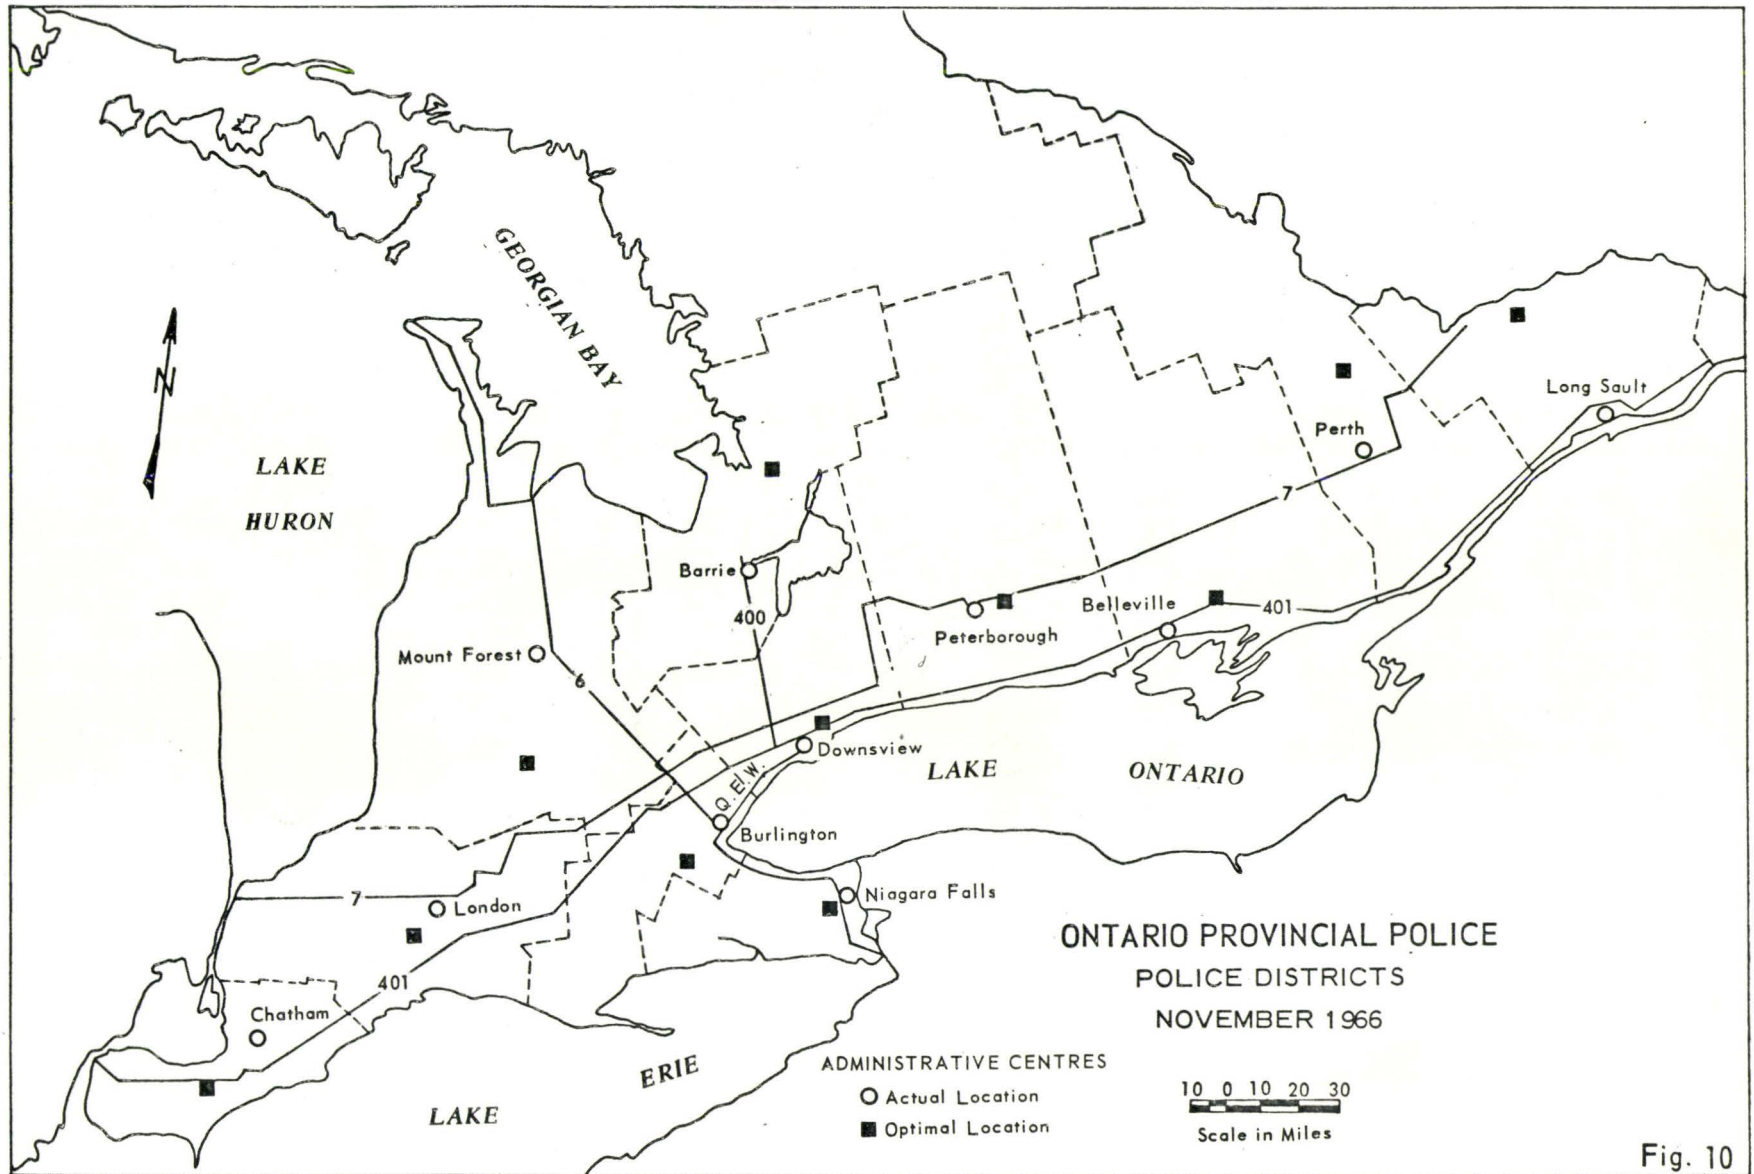 GEORGIAN BAY
N
LAKE
HURON
Long Sault
Perth
7
Barrie
400
Peterborough
Belleville
401
Mount Forest
6
Downsview
LAKE ONTARIO
Q.E.W.
Burlington
7
London
Niagara Falls
401
Chatham
LAKE ERIE
ONTARIO PROVINCIAL POLICE
POLICE DISTRICTS
NOVEMBER 1966
ADMINISTRATIVE CENTRES
Actual Location
Optimal Location
10 0 10 20 30
Scale in Miles
Fig. 10